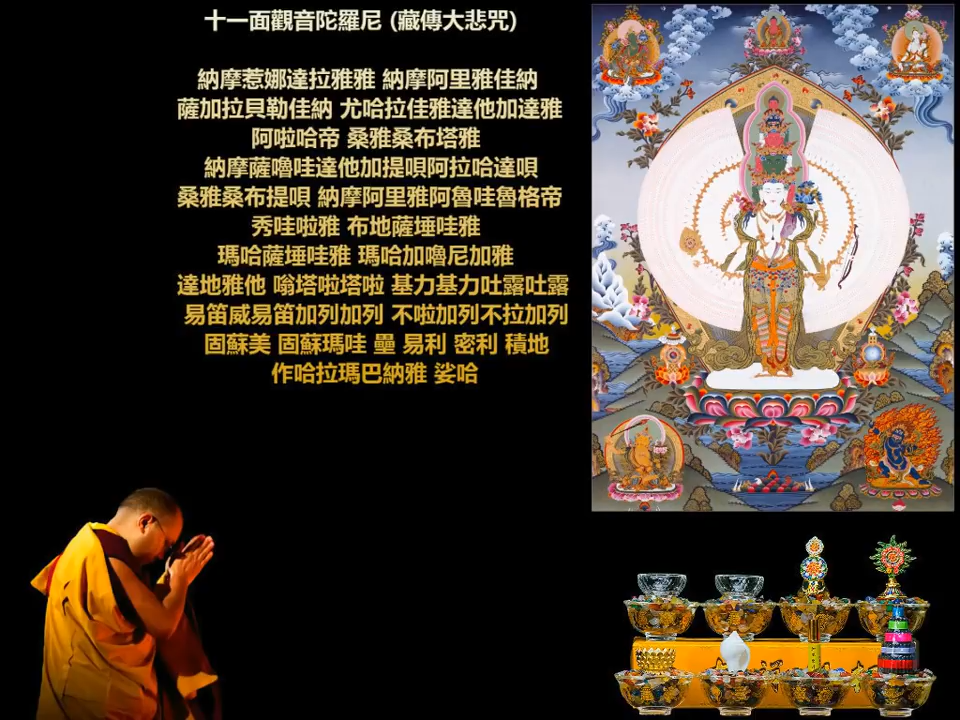 十一面觀音陀羅尼 (藏傳大悲咒)
納摩惹娜達拉雅雅 納摩阿里雅佳納
薩加拉貝勒佳納 尤哈拉佳雅達他加達雅
阿啦哈帝 桑雅桑布塔雅
納摩薩嚕哇達他加提唄阿拉哈達唄
桑雅桑布提唄 納摩阿里雅阿魯哇魯格帝
秀哇啦雅 布地薩埵哇雅
瑪哈薩埵哇雅 瑪哈加嚕尼加雅
達地雅他 嗡塔啦塔啦 基力基力吐露吐露
易笛威易笛加列加列 不啦加列不拉加列
固蘇美 固蘇瑪哇 壘 易利 密利 積地
作哈拉瑪巴納雅 娑哈